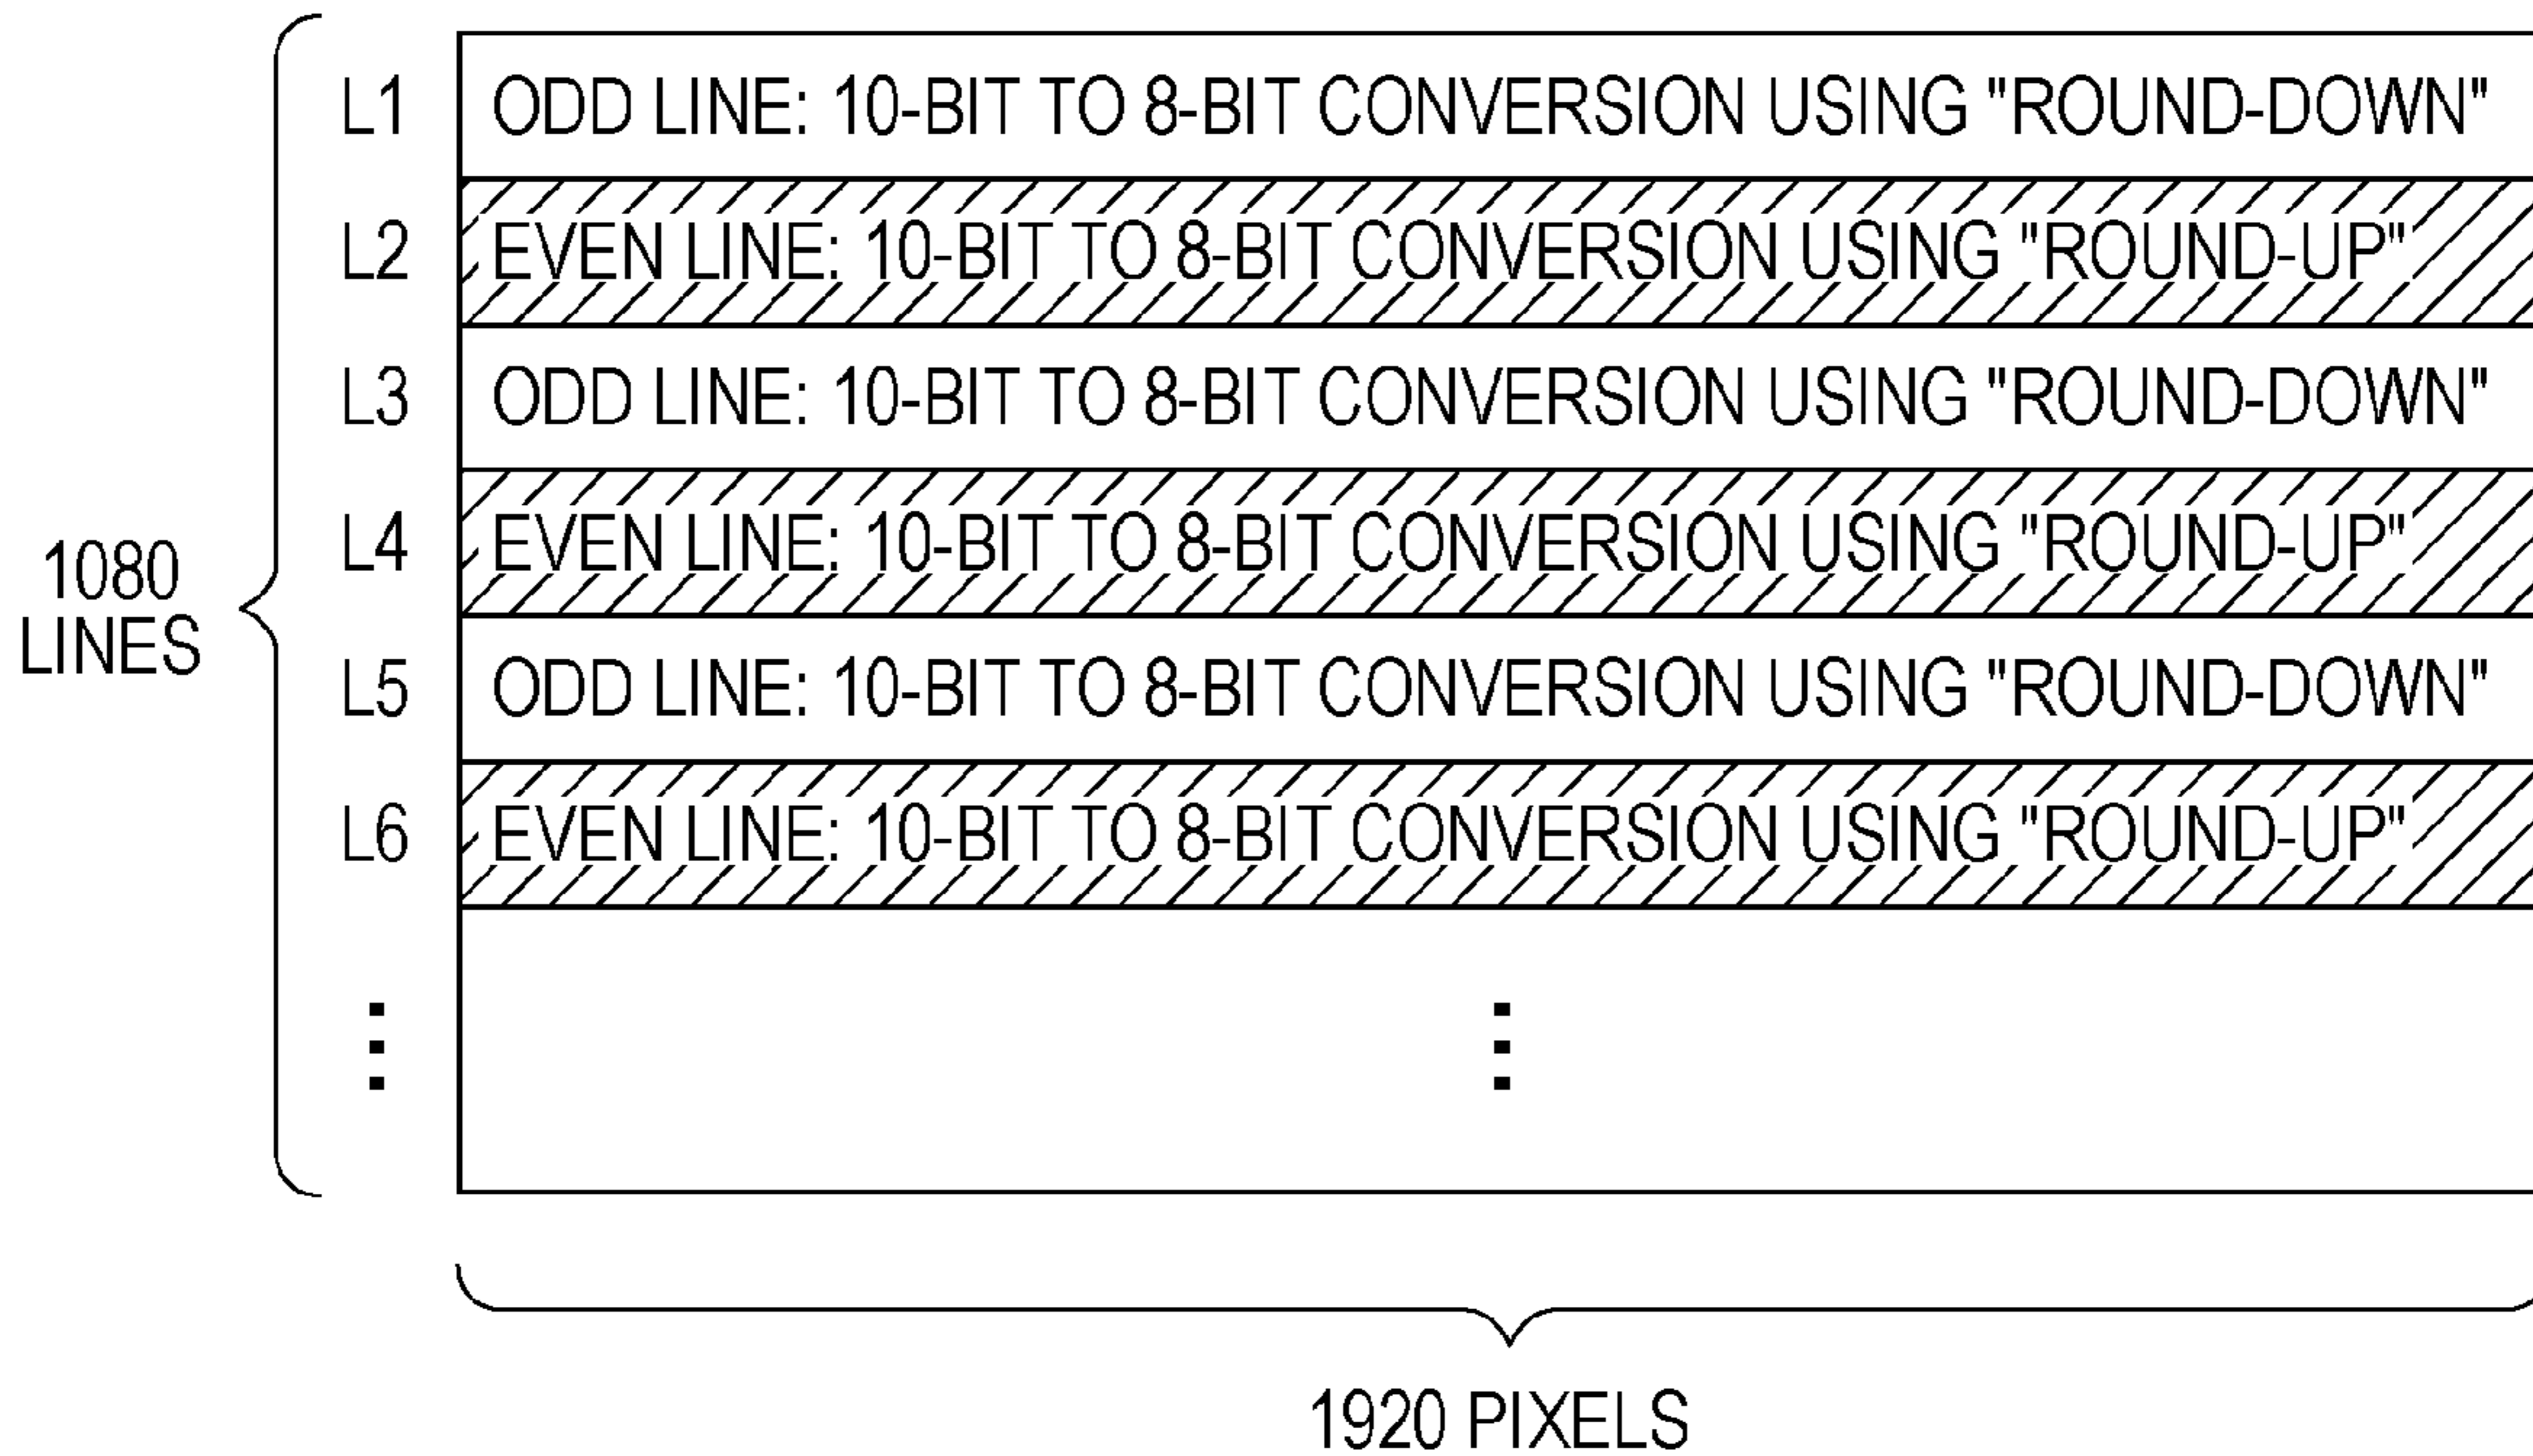 L1 ODD LINE: 10-BIT TO 8-BIT CONVERSION USING "ROUND-DOWN"
L2 EVEN LINE: 10-BIT TO 8-BIT CONVERSION USING "ROUND-UP"
L3 ODD LINE: 10-BIT TO 8-BIT CONVERSION USING "ROUND-DOWN"
L4 EVEN LINE: 10-BIT TO 8-BIT CONVERSION USING "ROUND-UP"
1080
LINES
L5 ODD LINE: 10-BIT TO 8-BIT CONVERSION USING "ROUND-DOWN"
L6 EVEN LINE: 10-BIT TO 8-BIT CONVERSION USING "ROUND-UP"
1920 PIXELS